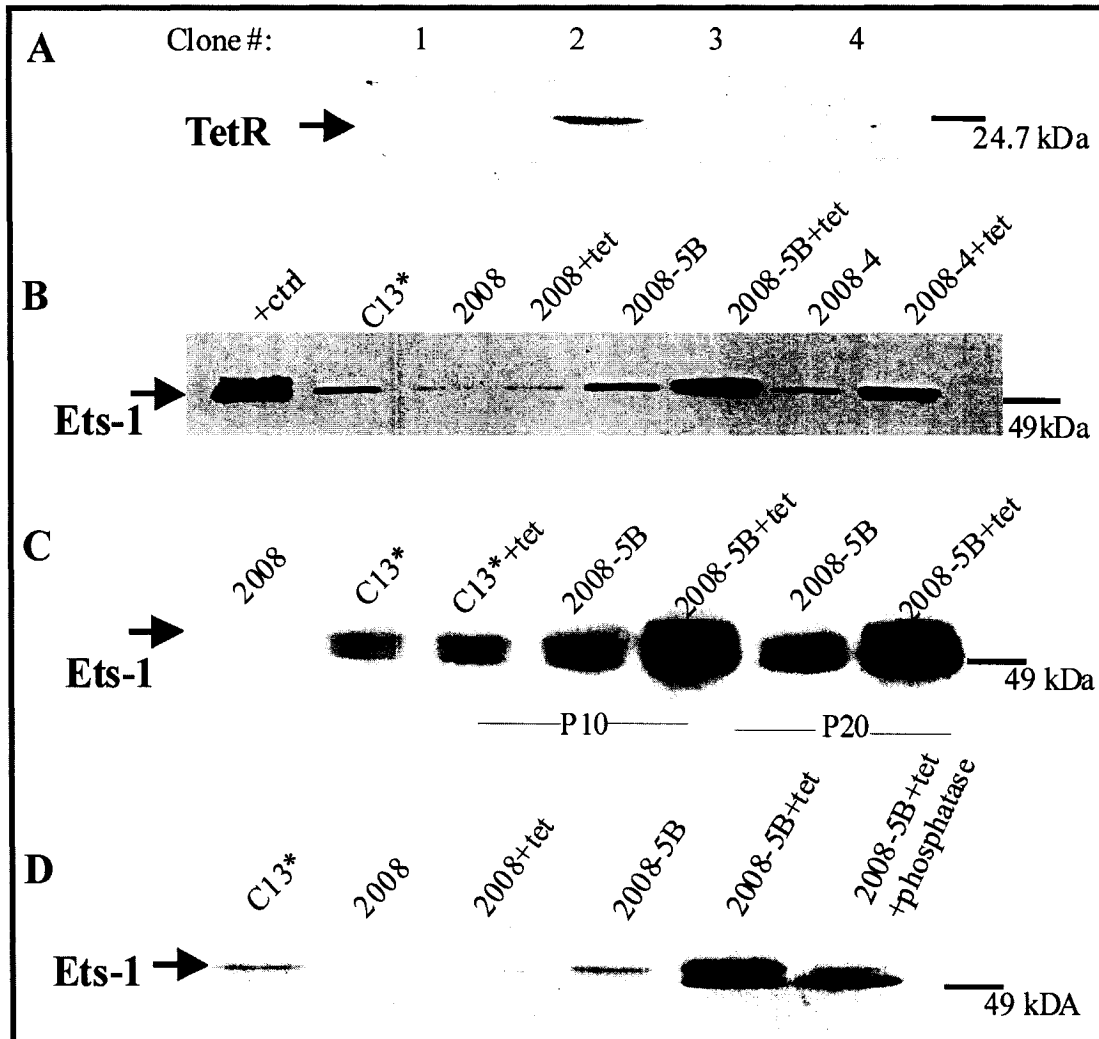 A
Clone #: 1 2 3 4
TetR
24.7 kDa
B
+ctrl C13* 2008 2008+tet 2008-5B 2008-5B+tet 2008-4 2008-4+tet
Ets-1
49kDa
C
2008 C13* C13*+tet 2008-5B 2008-5B+tet 2008-5B 2008-5B+tet
Ets-1
49 kDa
P10 P20
D
C13* 2008 2008+tet 2008-5B 2008-5B+tet 2008-5B+tet
+phosphatase
Ets-1
49 kDA